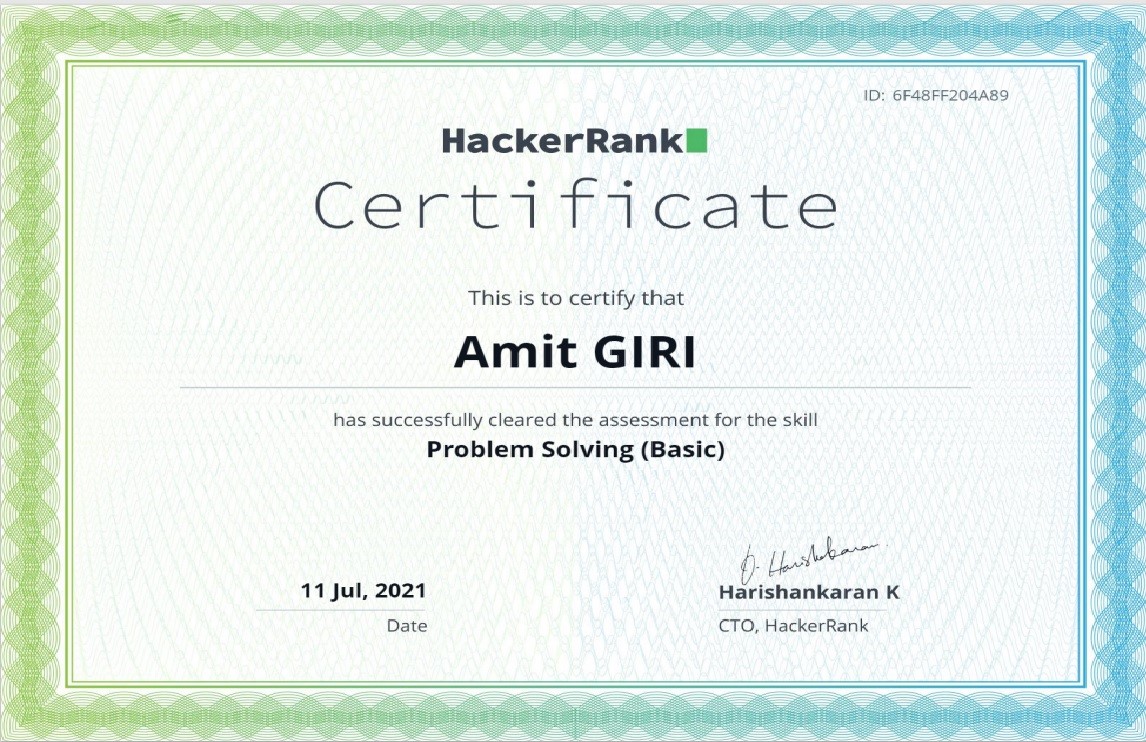 ID: 6F48FF204A89
HackerRank
Certificate
This is to certify that
Amit GIRI
has successfully cleared the assessment for the skill
Problem Solving (Basic)
11 Jul, 2021
Date
Harishankaran K
CTO, HackerRank